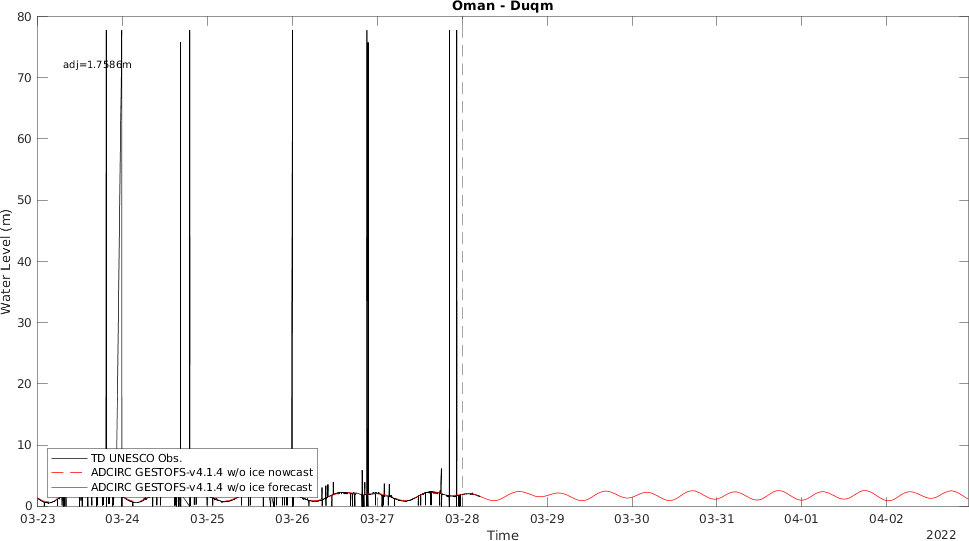 Oman - Duqm
80
adj=1.7586m
70
60
50
40
30
20
10
0
Water Level (m)
TD UNESCO Obs.
ADCIRC GESTOFS-v4.1.4 w/o ice nowcast
ADCIRC GESTOFS-v4.1.4 w/o ice forecast
03-23 03-24 03-25 03-26 03-27 03-28 03-29 03-30 03-31 04-01 04-02
Time
2022